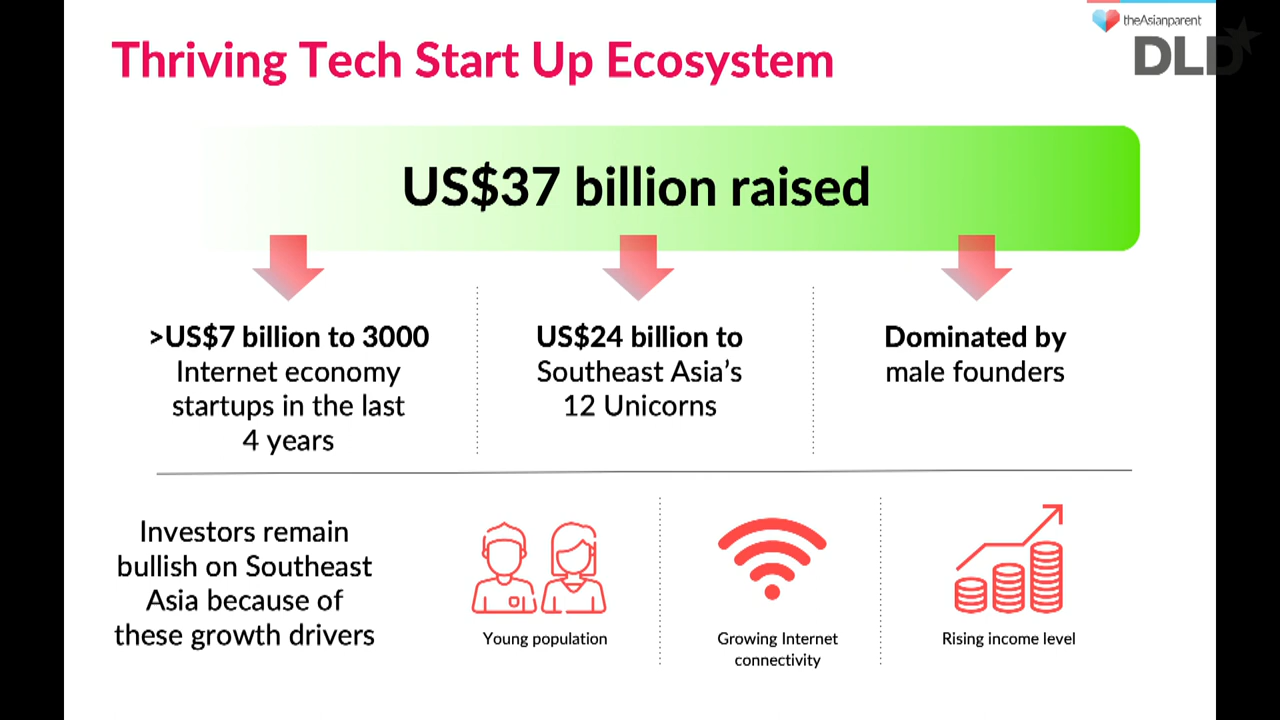 theAsianparent
DLD
Thriving Tech Start Up Ecosystem
US$37 billion raised
>US$7 billion to 3000
Internet economy
startups in the last
4 years
US$24 billion to
Southeast Asia’s
12 Unicorns
Dominated by
male founders
Investors remain
bullish on Southeast
Asia because of
these growth drivers
Young population
Growing Internet
connectivity
Rising income level